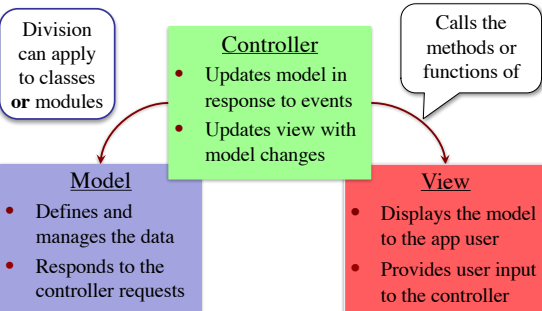 Division
can apply
to classes
or modules
Controller
• Updates model in
response to events
• Updates view with
model changes
Calls the
methods or
functions of
Model
• Defines and
manages the data
• Responds to the
controller requests
View
• Displays the model
to the app user
• Provides user input
to the controller